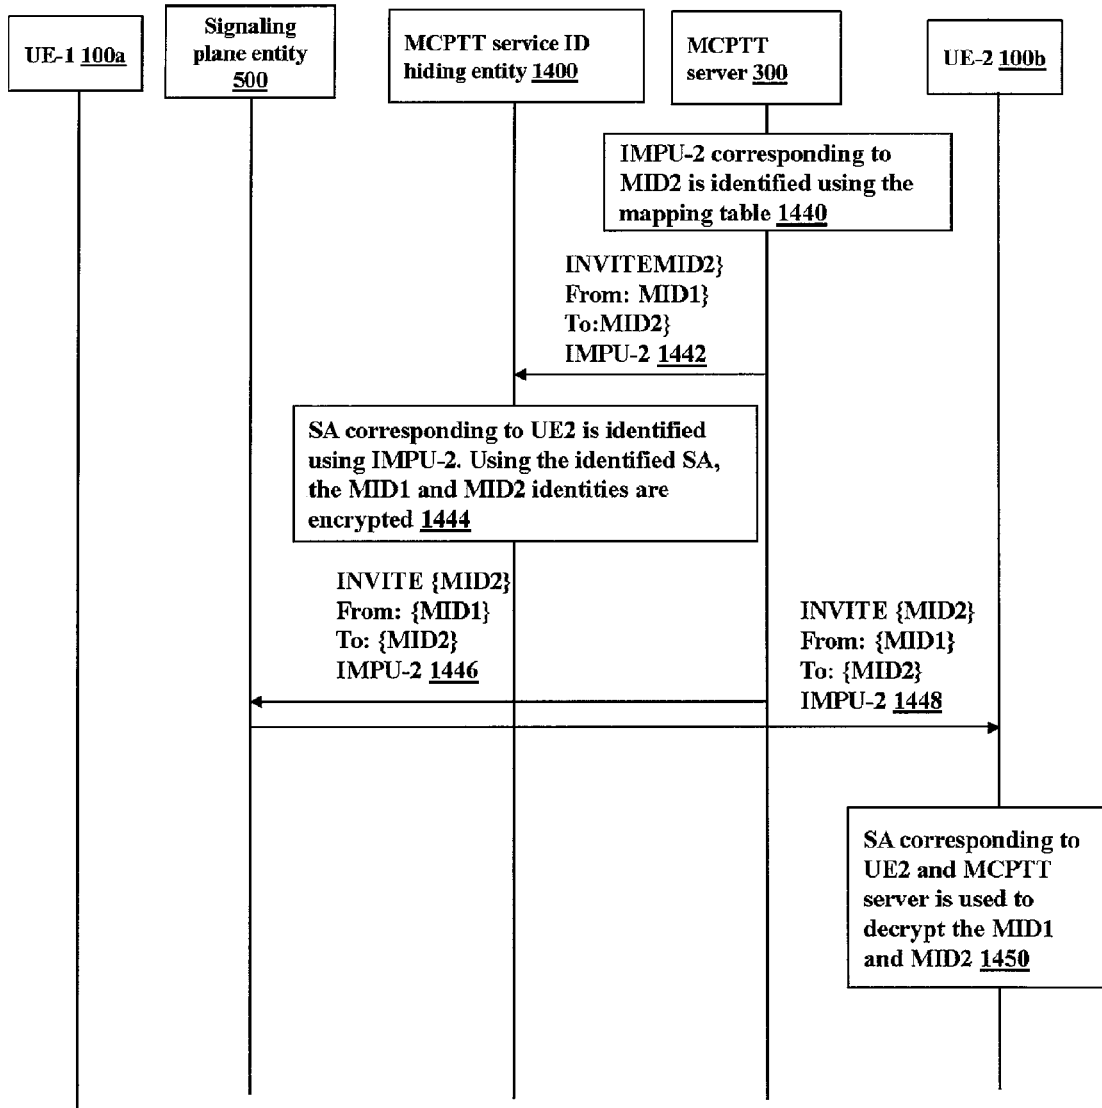 UE-1 100a
Signaling
plane entity
500
MCPTT service ID
hiding entity 1400
MCPTT
server 300
UE-2 100b
IMPU-2 corresponding to
MID2 is identified using the
mapping table 1440
INVITEMID2}
From: MID1}
To:MID2}
IMPU-2 1442
SA corresponding to UE2 is identified
using IMPU-2. Using the identified SA,
the MID1 and MID2 identities are
encrypted 1444
INVITE {MID2}
From: {MID1}
To: {MID2}
IMPU-2 1446
INVITE {MID2}
From: {MID1}
To: {MID2}
IMPU-2 1448
SA corresponding to
UE2 and MCPTT
server is used to
decrypt the MID1
and MID2 1450